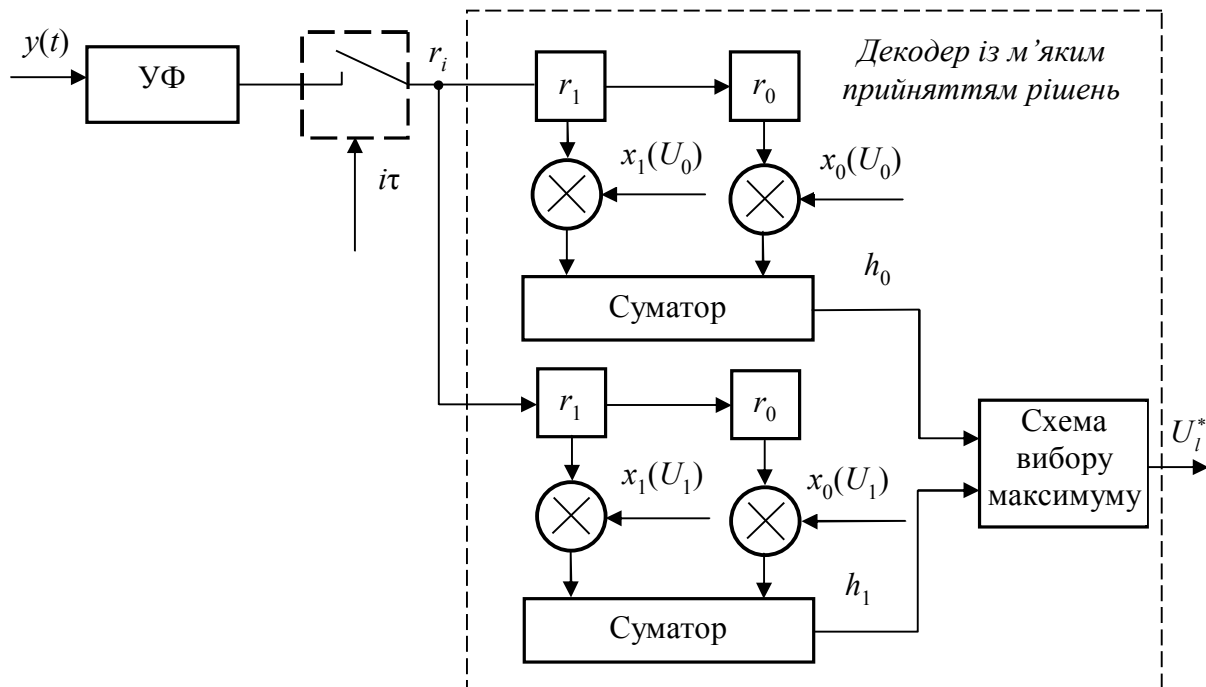 y(t)
УФ
r_i
iτ
Декодер із м’яким
прийняттям рішень
r_1
r_0
x_1(U_0)
x_0(U_0)
Суматор
h_0
r_1
r_0
x_1(U_1)
x_0(U_1)
Суматор
h_1
Схема
вибору
максимуму
U_l^*